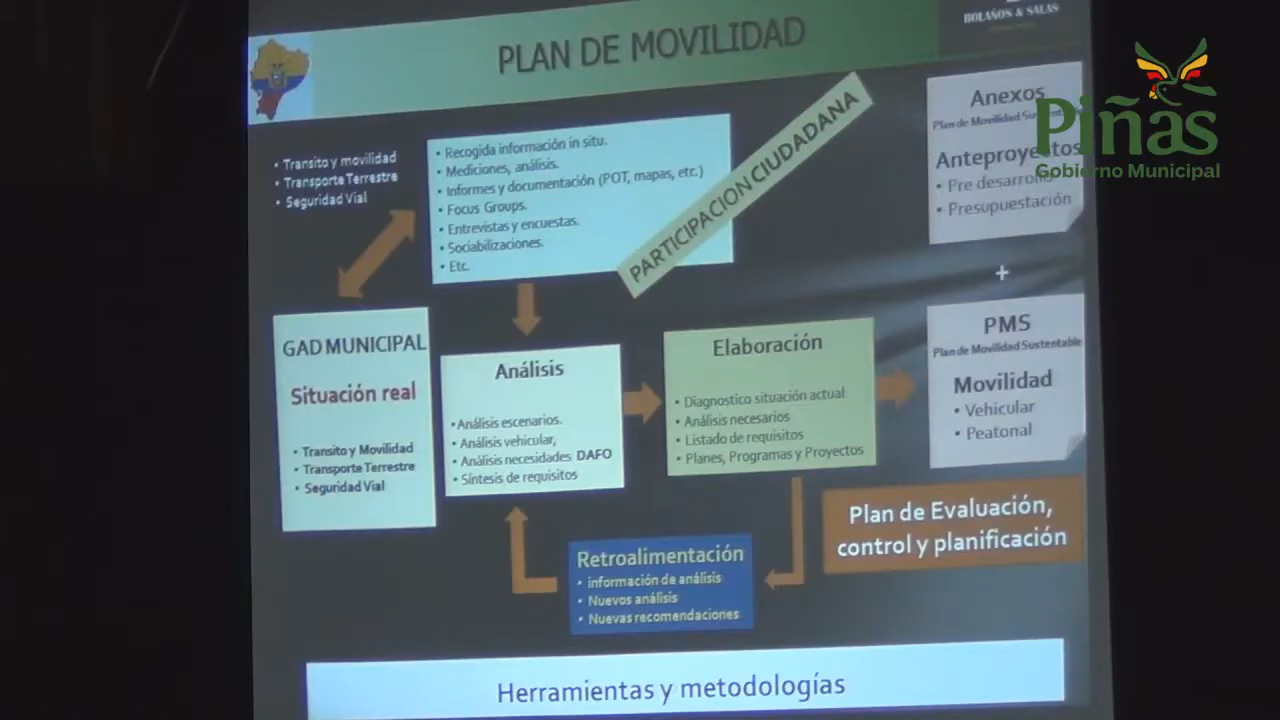 PLAN DE MOVILIDAD
BOLAÑOS & SALAS
• Transito y movilidad
• Transporte Terrestre
• Seguridad Vial
• Recogida información in situ.
• Mediciones, análisis.
• Informes y documentación (POT, mapas, etc.)
• Focus Groups.
• Entrevistas y encuestas.
• Sociabilizaciones.
• Etc.
PARTICIPACION CIUDADANA
Anexos
Plan de Movilidad
Anteproyectos
• Pre desarrollo
• Presupuestación
Piñas
Gobierno Municipal
+
GAD MUNICIPAL
Situación real
• Transito y Movilidad
• Transporte Terrestre
• Seguridad Vial
Análisis
• Análisis escenarios.
• Análisis vehicular,
• Análisis necesidades DAFO
• Síntesis de requisitos
Elaboración
• Diagnostico situación actual
• Análisis necesarios
• Listado de requisitos
• Planes, Programas y Proyectos
PMS
Plan de Movilidad Sustentable
Movilidad
• Vehicular
• Peatonal
Plan de Evaluación,
control y planificación
Retroalimentación
• información de análisis
• Nuevos análisis
• Nuevas recomendaciones
Herramientas y metodologías